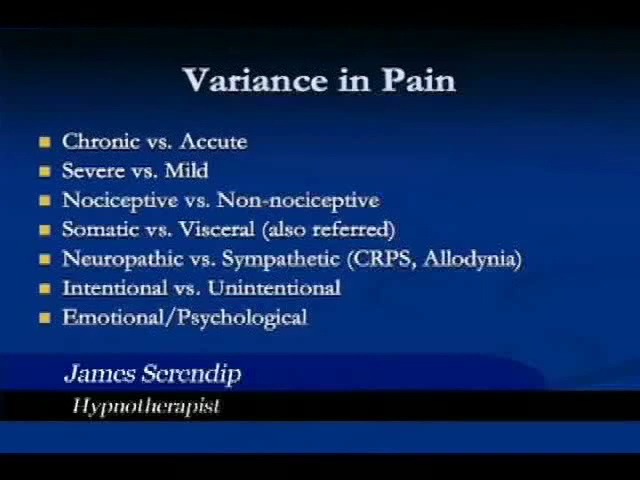 Variance in Pain
Chronic vs. Accute
Severe vs. Mild
Nociceptive vs. Non-nociceptive
Somatic vs. Visceral (also referred)
Neuropathic vs. Sympathetic (CRPS, Allodynia)
Intentional vs. Unintentional
Emotional/Psychological
James Serendip
Hypnotherapist